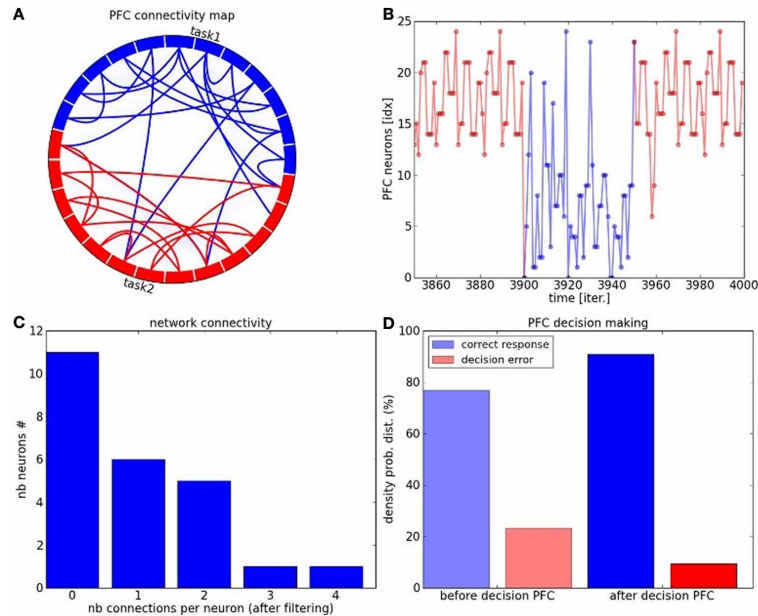 A
PFC connectivity map
task1
task2
B
PFC neurons [idx]
25
20
15
10
5
0
3860 3880 3900 3920 3940 3960 3980 4000
time [iter.]
C
network connectivity
nb neurons #
12
10
8
6
4
2
0
0 1 2 3 4
nb connections per neuron (after filtering)
D
PFC decision making
correct response
decision error
density prob. dist. (%)
100
80
60
40
20
0
before decision PFC after decision PFC